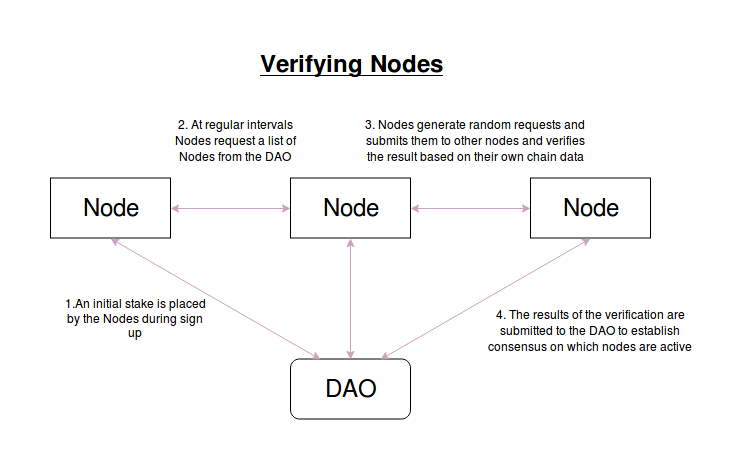 Verifying Nodes
2. At regular intervals
Nodes request a list of
Nodes from the DAO
3. Nodes generate random requests and
submits them to other nodes and verifies
the result based on their own chain data
Node
Node
Node
1.An initial stake is placed
by the Nodes during sign
up
4. The results of the verification are
submitted to the DAO to establish
consensus on which nodes are active
DAO